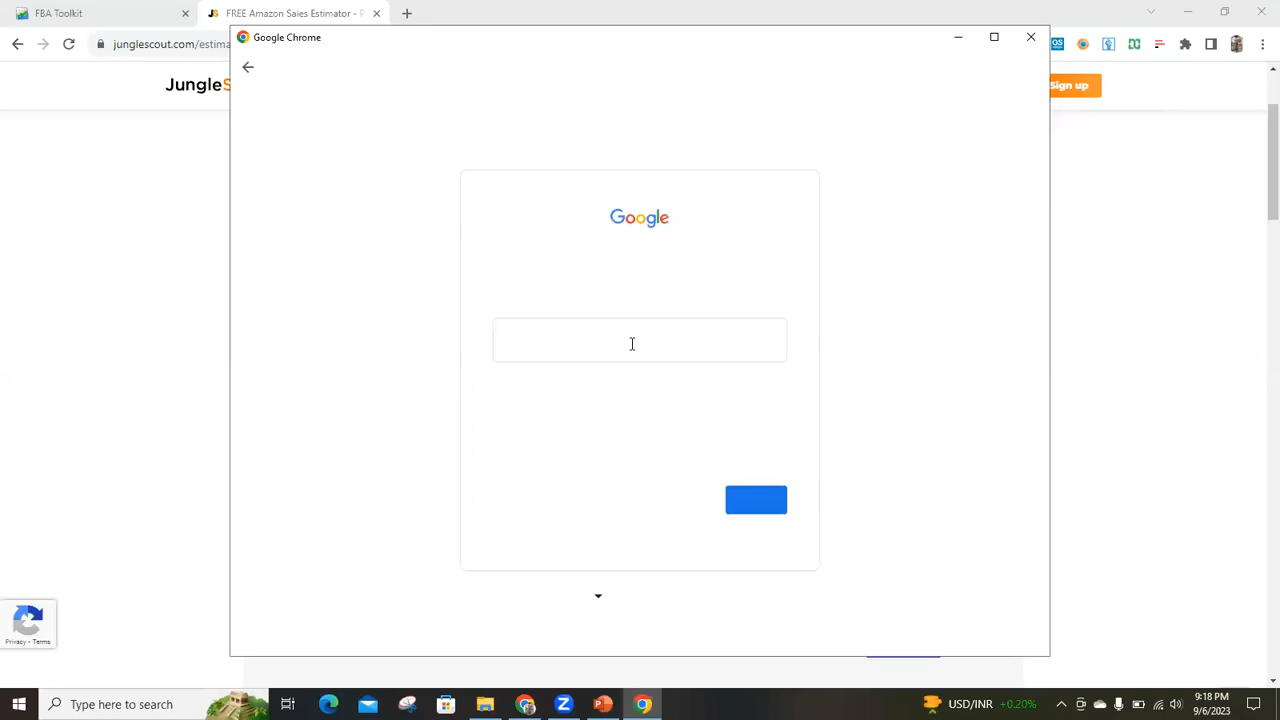 FBA Toolkit
FREE Amazon Sales Estimator - P
junglescout.com/estima
Google Chrome
JungleS
Sign up
Google
Privacy - Terms
Type here to search
USD/INR +0.20%
9:18 PM
9/6/2023